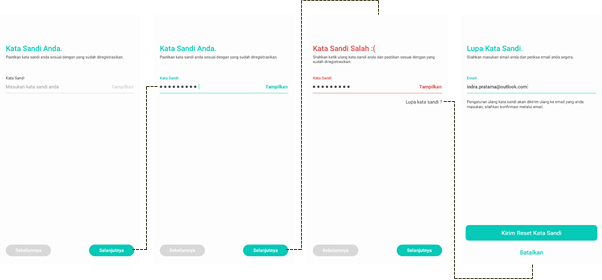 Kata Sandi Anda.
Pastikan kata sandi anda sesuai dengan yang sudah diregistrasikan.
Kata Sandi
Masukan kata sandi anda
Tampilkan
Sebelumnya
Selanjutnya
Kata Sandi Anda.
Pastikan kata sandi anda sesuai dengan yang sudah diregistrasikan.
Kata Sandi
Tampilkan
Sebelumnya
Selanjutnya
Kata Sandi Salah :(
Silahkan ketik ulang kata sandi anda dan pastikan sesuai dengan yang
sudah diregistrasikan.
Kata Sandi
Tampilkan
Lupa kata sandi ?
Sebelumnya
Selanjutnya
Lupa Kata Sandi.
Silahkan masukan email anda dan periksa email anda segera
Email
indra.pratama@outlook.com
Pengaturan ulang kata sandi akan dikirim ulang ke email yang anda
masukan, silahkan konfirmasi melalui email.
Kirim Reset Kata Sandi
Batalkan